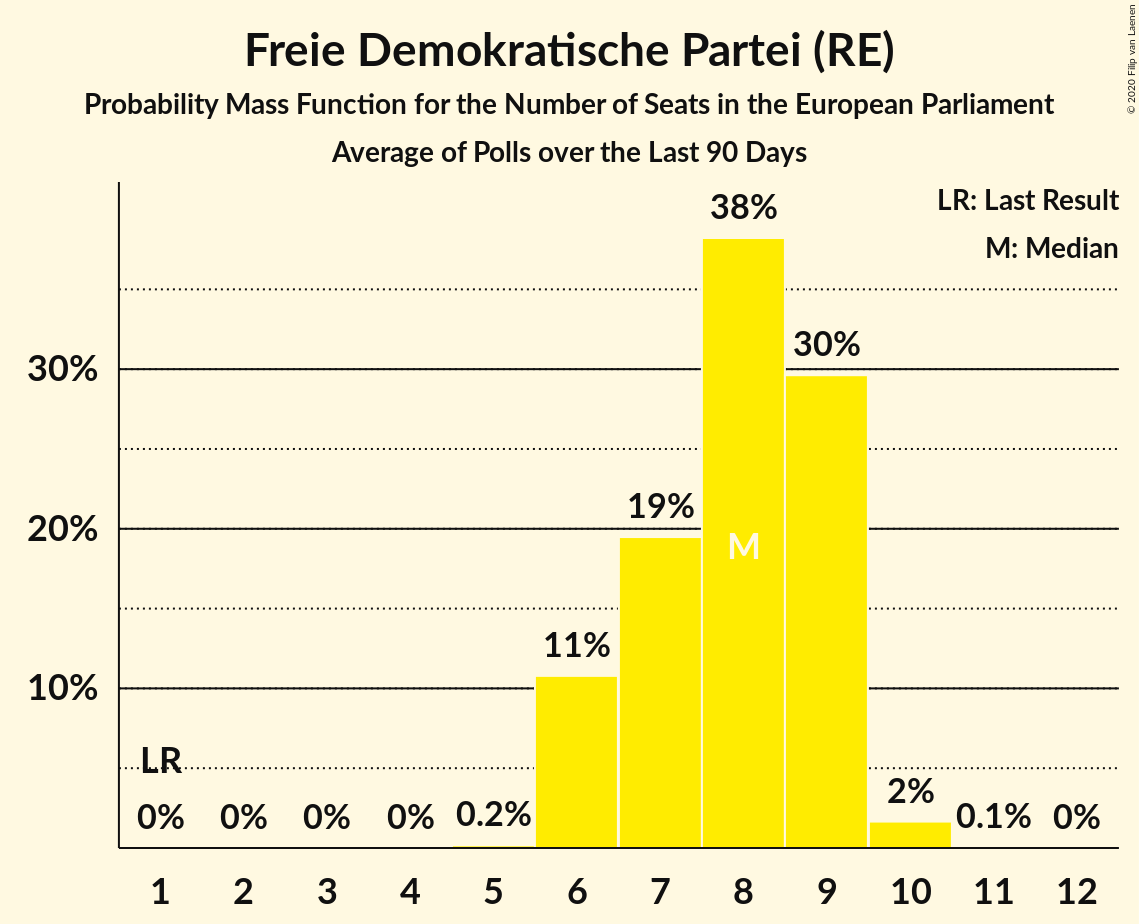 Freie Demokratische Partei (RE)
Probability Mass Function for the Number of Seats in the European Parliament
Average of Polls over the Last 90 Days
© 2020 Filip van Laenen
LR: Last Result
M: Median
38%
30%
30%
19%
20%
M
11%
10%
LR
0%
0%
0%
0%
0.2%
2%
0.1%
0%
1 2 3 4 5 6 7 8 9 10 11 12